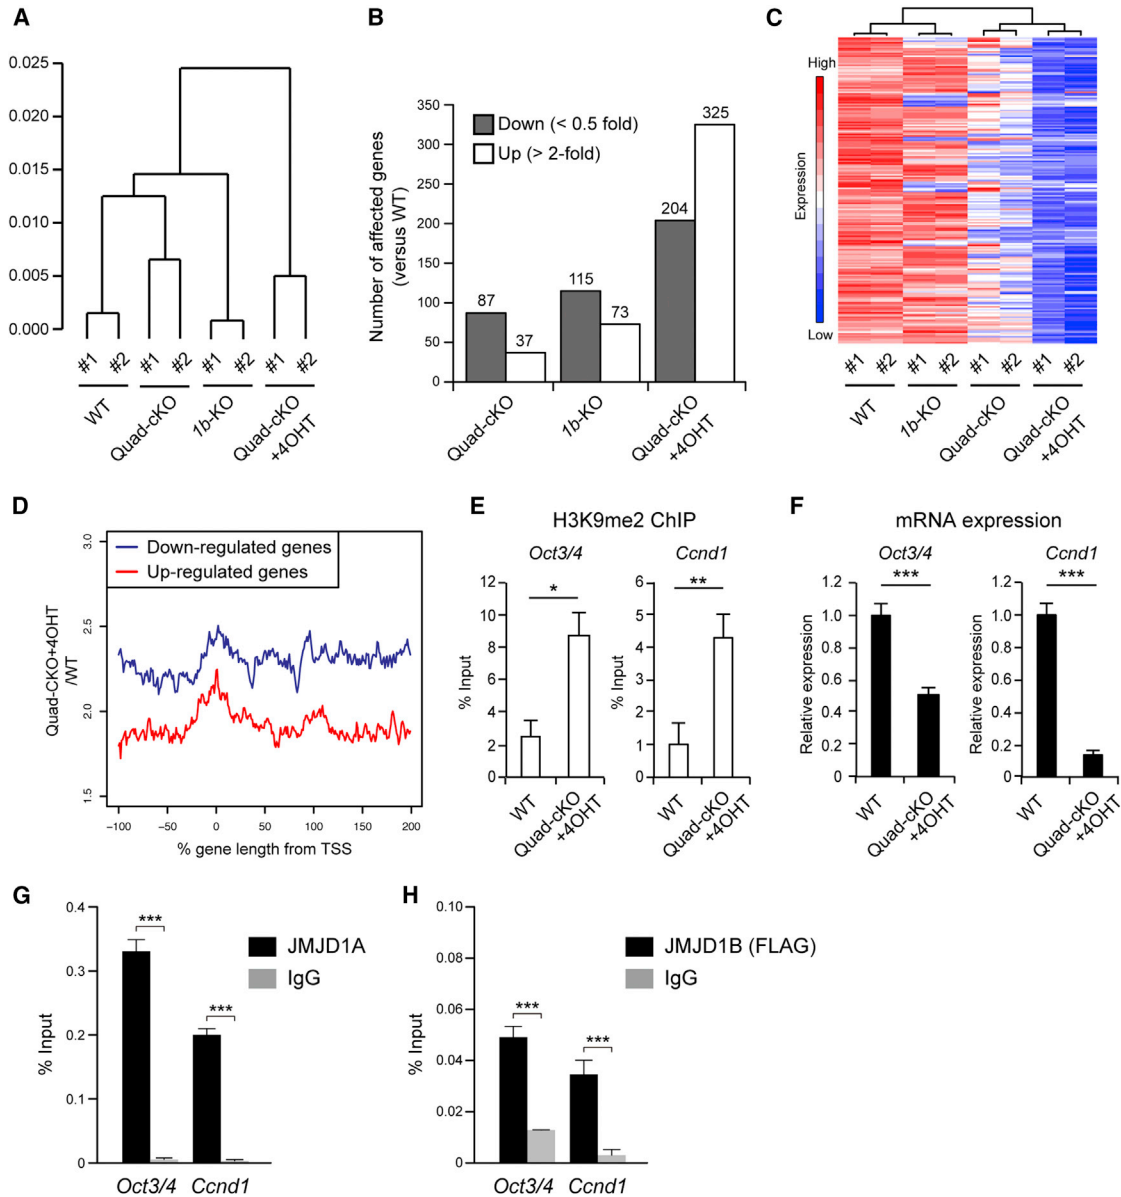 A
0.025
0.020
0.015
0.010
0.005
0.000
#1 #2 #1 #2 #1 #2 #1 #2
WT
Quad-cKO
1b-KO
Quad-cKO
+4OHT
B
Number of affected genes
(versus WT)
350
300
250
200
150
100
50
0
Down (< 0.5 fold)
Up (> 2-fold)
87
37
115
73
204
325
Quad-cKO
1b-KO
Quad-cKO
+4OHT
C
High
Expression
Low
#1 #2 #1 #2 #1 #2 #1 #2
WT
1b-KO
Quad-cKO
Quad-cKO
+4OHT
D
Down-regulated genes
Up-regulated genes
Quad-CKO+4OHT
/WT
3.0
2.5
2.0
1.5
−100 −50 0 50 100 150 200
% gene length from TSS
E
H3K9me2 ChIP
Oct3/4
% Input
12
10
8
6
4
2
0
*
WT
Quad-cKO
+4OHT
Ccnd1
% Input
6
5
4
3
2
1
0
**
WT
Quad-cKO
+4OHT
F
mRNA expression
Oct3/4
Relative expression
1.2
1.0
0.8
0.6
0.4
0.2
0
***
WT
Quad-cKO
+4OHT
Ccnd1
Relative expression
1.2
1.0
0.8
0.6
0.4
0.2
0
***
WT
Quad-cKO
+4OHT
G
% Input
0.4
0.3
0.2
0.1
0
***
***
JMJD1A
IgG
Oct3/4 Ccnd1
H
% Input
0.10
0.08
0.06
0.04
0.02
0
***
***
JMJD1B (FLAG)
IgG
Oct3/4 Ccnd1